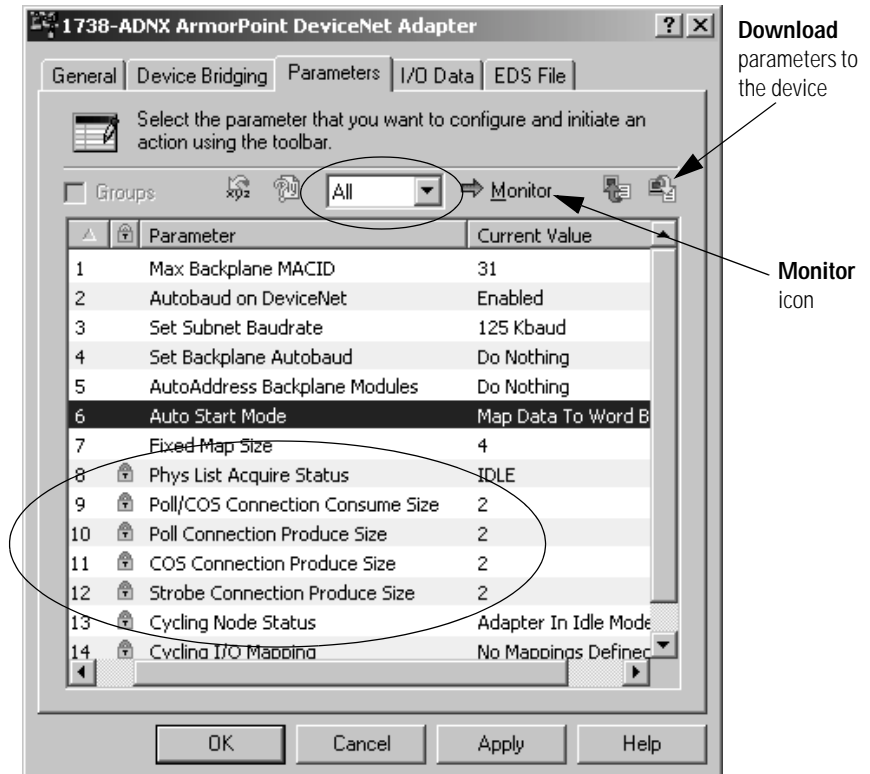 1738-ADNX ArmorPoint DeviceNet Adapter
Download
parameters to
the device
General Device Bridging Parameters I/O Data EDS File
Select the parameter that you want to configure and initiate an
action using the toolbar.
Groups All Monitor
Parameter Current Value
1 Max Backplane MACID 31
2 Autobaud on DeviceNet Enabled
3 Set Subnet Baudrate 125 Kbaud
4 Set Backplane Autobaud Do Nothing
5 AutoAddress Backplane Modules Do Nothing
6 Auto Start Mode Map Data To Word B
7 Fixed Map Size 4
8 Phys List Acquire Status IDLE
9 Poll/COS Connection Consume Size 2
10 Poll Connection Produce Size 2
11 COS Connection Produce Size 2
12 Strobe Connection Produce Size 2
13 Cycling Node Status Adapter In Idle Mode
14 Cycling I/O Mapping No Mappings Defined
Monitor
icon
OK Cancel Apply Help